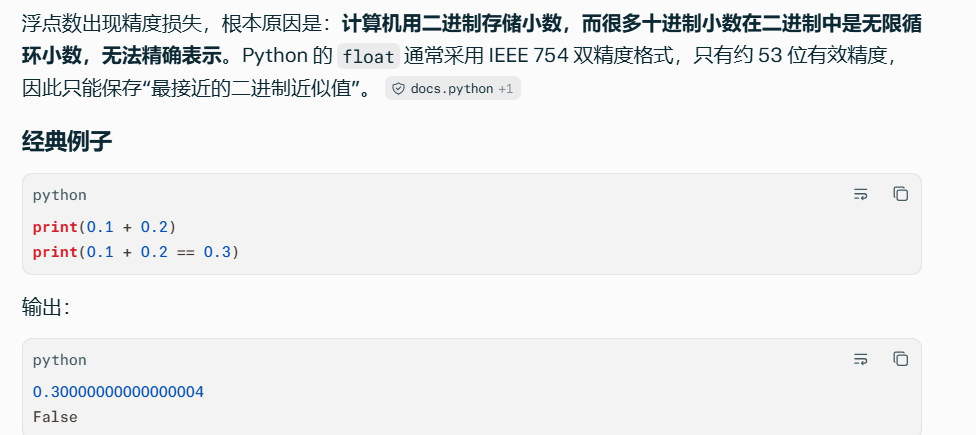 浮点数出现精度损失，根本原因是：计算机用二进制存储小数，而很多十进制小数在二进制中是无限循
环小数，无法精确表示。Python 的 float 通常采用 IEEE 754 双精度格式，只有约 53 位有效精度，
因此只能保存“最接近的二进制近似值”。 docs.python +1
经典例子
python
print(0.1 + 0.2)
print(0.1 + 0.2 == 0.3)
输出：
python
0.30000000000000004
False